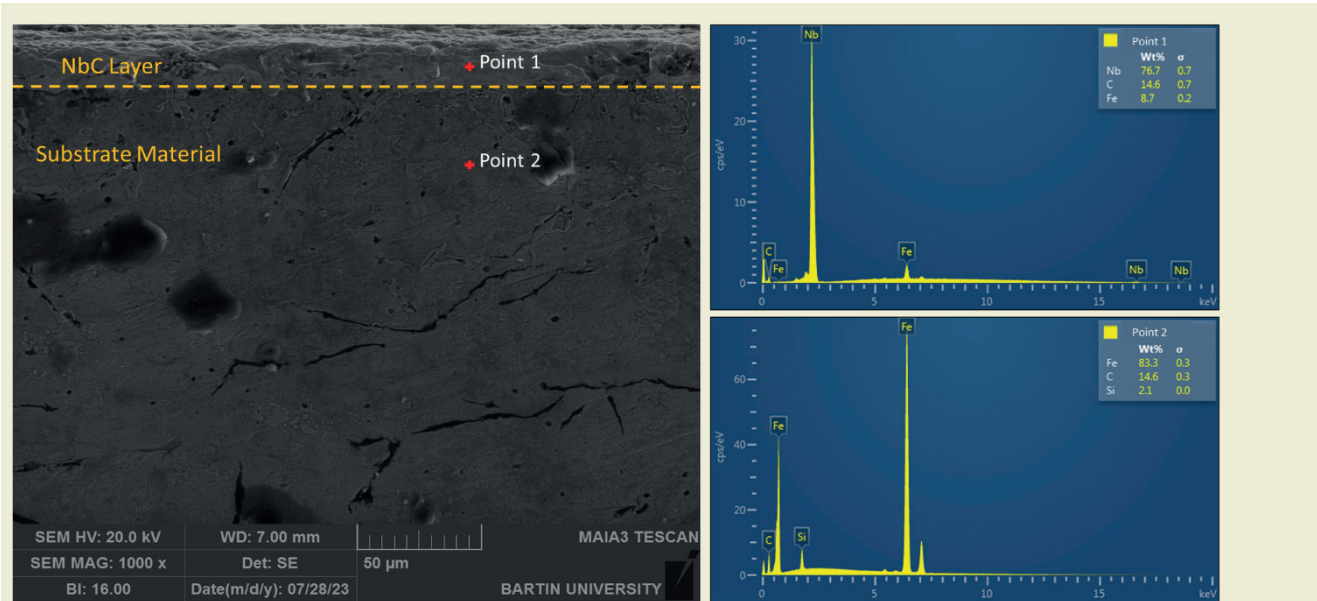 NbC Layer
Point 1
Substrate Material
Point 2
SEM HV: 20.0 kV WD: 7.00 mm MAIA3 TESCAN
SEM MAG: 1000 x Det: SE 50 µm
BI: 16.00 Date(m/d/y): 07/28/23 BARTIN UNIVERSITY
30
20
10
0
cps/eV
Nb
C
Fe
Fe
Nb
Nb
0 5 10 15 keV
Point 1
Wt% σ
Nb 76.7 0.7
C 14.6 0.7
Fe 8.7 0.2
60
40
20
0
cps/eV
Fe
Fe
C
Si
0 5 10 15 keV
Point 2
Wt% σ
Fe 83.3 0.3
C 14.6 0.3
Si 2.1 0.0